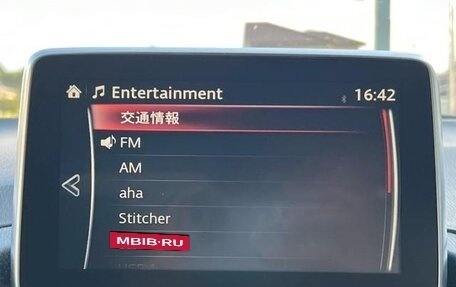 Entertainment 16:42
交通情報
FM
AM
aha
Stitcher
MBIB·RU